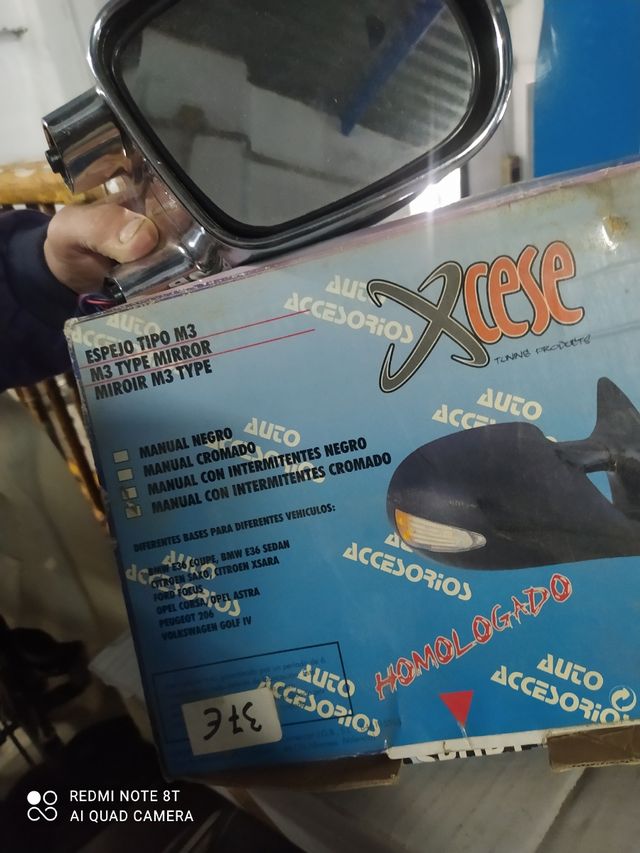 AUTO
ACCESORIOS
Xcese
TUNING PRODUCTS
ESPEJO TIPO M3
M3 TYPE MIRROR
MIROIR M3 TYPE
AUTO
AUTO
MANUAL NEGRO
MANUAL CROMADO
MANUAL CON INTERMITENTES NEGRO
MANUAL CON INTERMITENTES CROMADO
DIFERENTES BASES PARA DIFERENTES VEHICULOS:
BMW E36 COUPE, BMW E36 SEDAN
CITROEN SAXO, CITROEN XSARA
FORD FOCUS
OPEL CORSA/OPEL ASTRA
PEUGEOT 206
VOLKSWAGEN GOLF IV
ACCESORIOS
HOMOLOGADO
AUTO
ACCESORIOS
AUTO
ACCESORIOS
37€
REDMI NOTE 8T
AI QUAD CAMERA